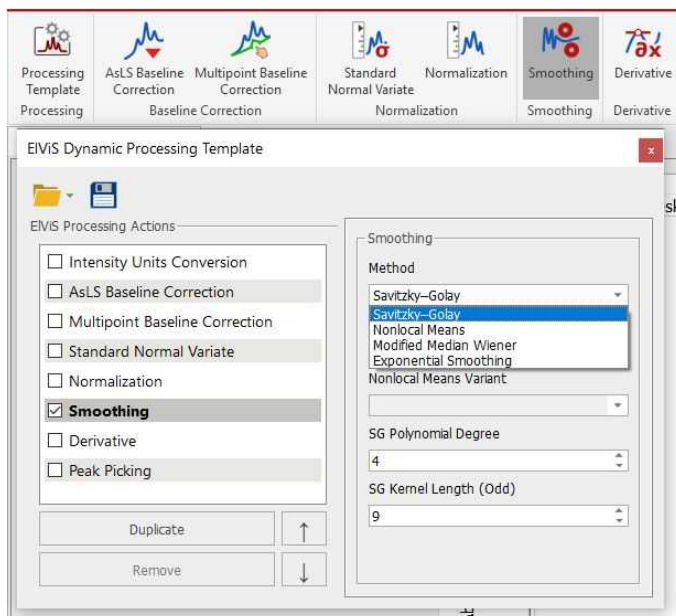 Processing Template
AsLS Baseline Correction
Multipoint Baseline Correction
Standard Normal Variate
Normalization
Smoothing
Derivative
Processing
Baseline Correction
Normalization
Smoothing
Derivative
ElViS Dynamic Processing Template
x
ElViS Processing Actions
Intensity Units Conversion
AsLS Baseline Correction
Multipoint Baseline Correction
Standard Normal Variate
Normalization
Smoothing
Derivative
Peak Picking
Duplicate
↑
Remove
↓
Smoothing
Method
Savitzky–Golay
Savitzky–Golay
Nonlocal Means
Modified Median Wiener
Exponential Smoothing
Nonlocal Means Variant
SG Polynomial Degree
4
SG Kernel Length (Odd)
9